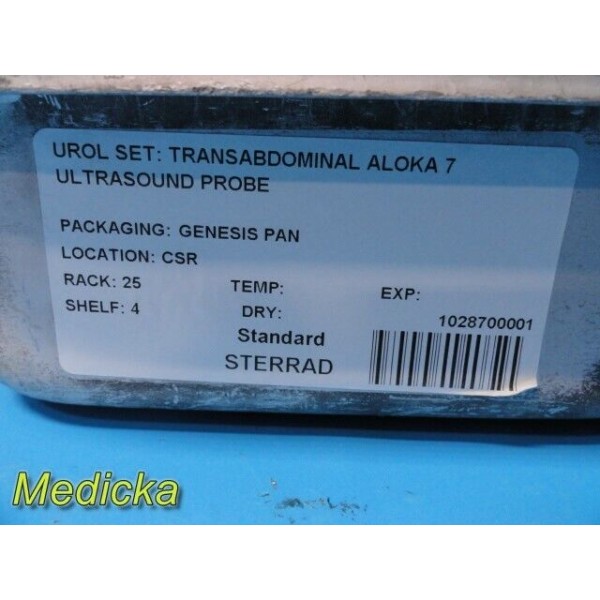 UROL SET: TRANSABDOMINAL ALOKA 7
ULTRASOUND PROBE
PACKAGING: GENESIS PAN
LOCATION: CSR
RACK: 25 TEMP: EXP:
SHELF: 4 DRY: 1028700001
Standard
STERRAD
Medicka